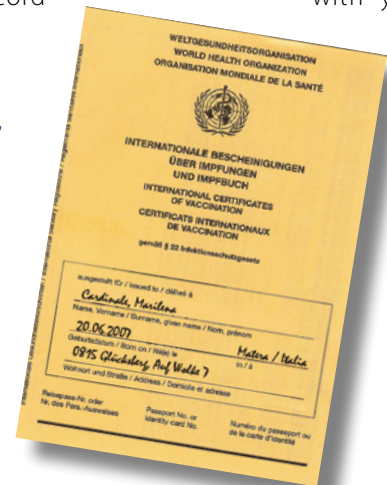 cord
with y
WELTGESUNDHEITSORGANISATION
WORLD HEALTH ORGANIZATION
ORGANISATION MONDIALE DE LA SANTÉ
INTERNATIONALE BESCHEINIGUNGEN
ÜBER IMPFUNGEN
UND IMPFBUCH
INTERNATIONAL CERTIFICATES
OF VACCINATION
CERTIFICATS INTERNATIONAUX
DE VACCINATION
gemäß § 22 Infektionsschutzgesetz
ausgestellt für / issued to / délivré à
Cardinale, Marilena
Name, Vorname / Surname, given name / Nom, prénom
20.06.2007 Matera / Italia
Geburtsdatum / Born on / Né(e) le in / à
0815 Glücksberg Auf Wolke 7
Wohnort und Straße / Address / Domicile et adresse
Reisepass-Nr. oder Passport No. or Numéro du passeport ou
Nr. des Pers.-Ausweises identity card No. de la carte d'identité